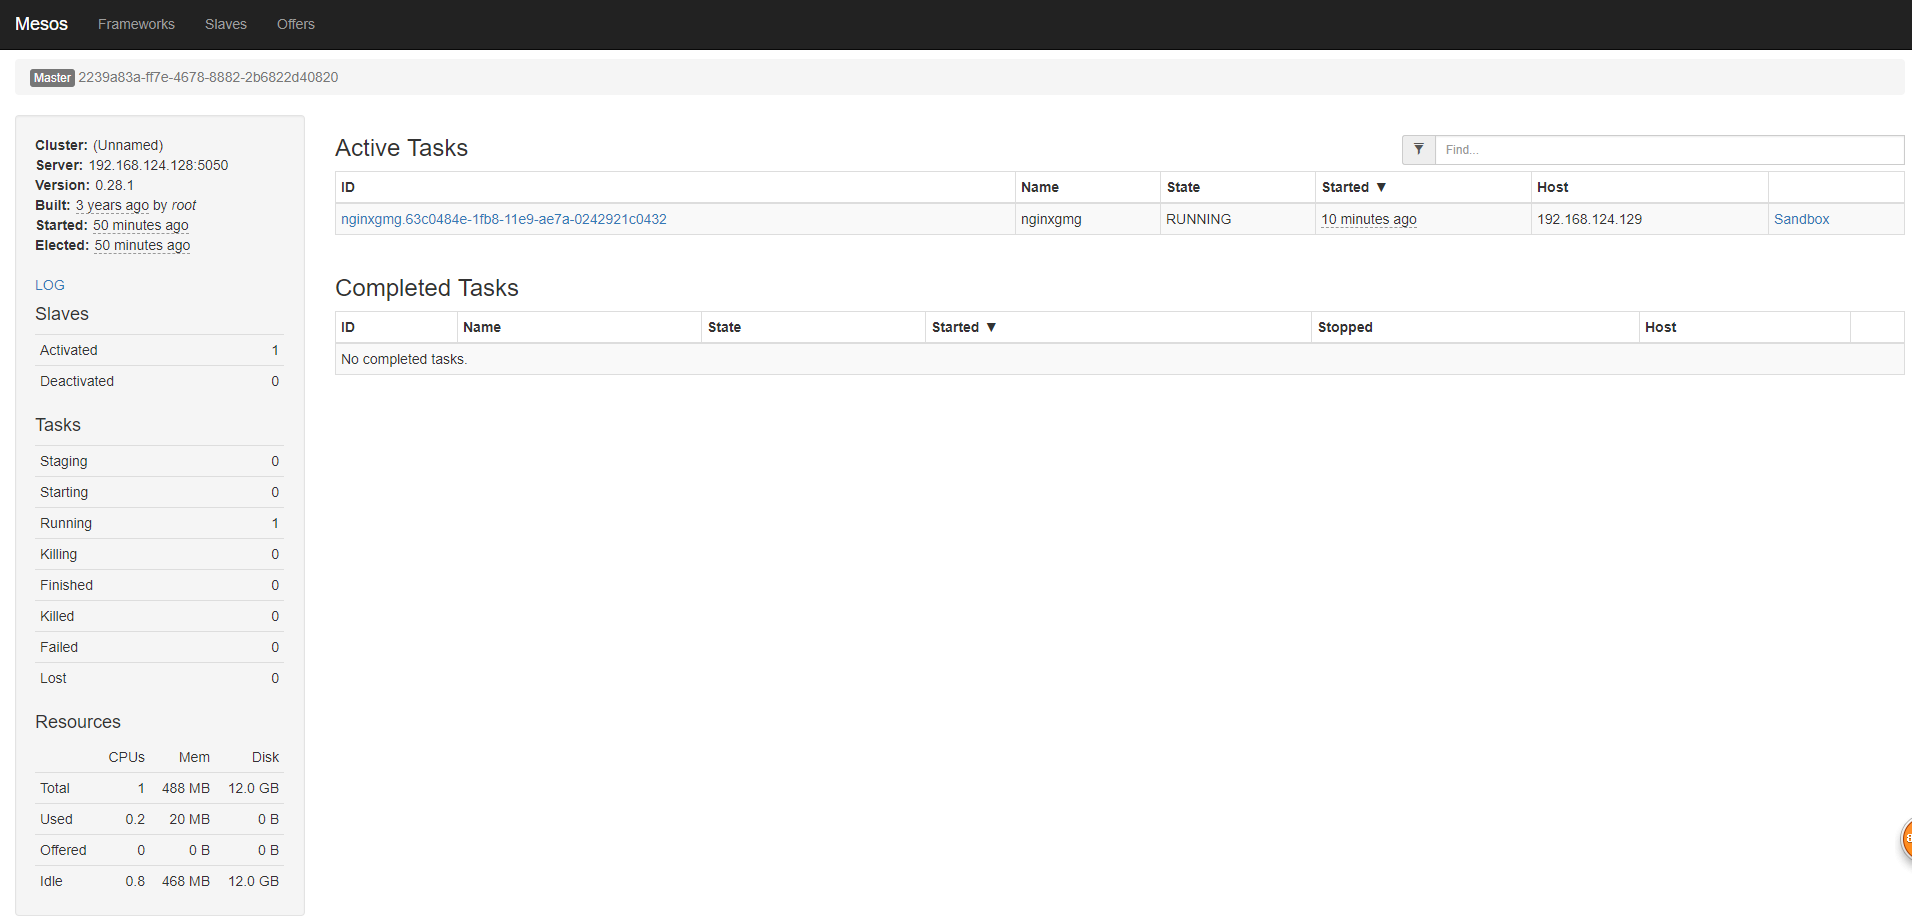 Mesos Frameworks Slaves Offers
Master 2239a83a-ff7e-4678-8882-2b6822d40820
Cluster: (Unnamed)
Server: 192.168.124.128:5050
Version: 0.28.1
Built: 3 years ago by root
Started: 50 minutes ago
Elected: 50 minutes ago
LOG
Slaves
Activated 1
Deactivated 0
Tasks
Staging 0
Starting 0
Running 1
Killing 0
Finished 0
Killed 0
Failed 0
Lost 0
Resources
CPUs Mem Disk
Total 1 488 MB 12.0 GB
Used 0.2 20 MB 0 B
Offered 0 0 B 0 B
Idle 0.8 468 MB 12.0 GB
Active Tasks
Find...
ID Name State Started ▼ Host
nginxgmg.63c0484e-1fb8-11e9-ae7a-0242921c0432 nginxgmg RUNNING 10 minutes ago 192.168.124.129 Sandbox
Completed Tasks
ID Name State Started ▼ Stopped Host
No completed tasks.